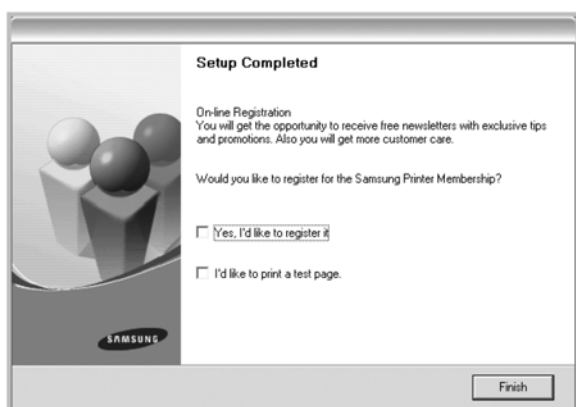 Setup Completed
On-line Registration
You will get the opportunity to receive free newsletters with exclusive tips
and promotions. Also you will get more customer care.
Would you like to register for the Samsung Printer Membership?
Yes, I'd like to register it
I'd like to print a test page.
SAMSUNG
Finish